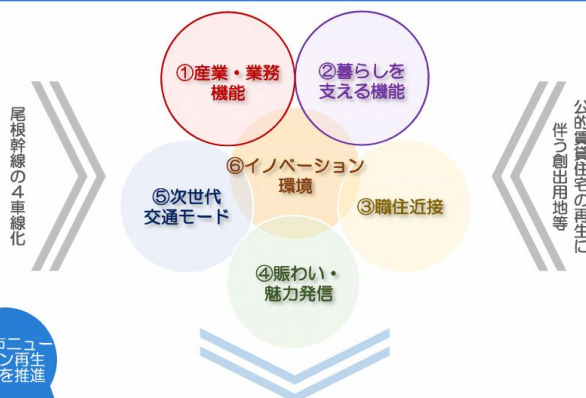 ①産業・業務
機能
②暮らしを
支える機能
⑥イノベーション
環境
⑤次世代
交通モード
③職住近接
④賑わい・
魅力発信
尾根幹線の４車線化
公的賃貸住宅の再生に
伴う創出用地等
市ニュー
ン再生
を推進